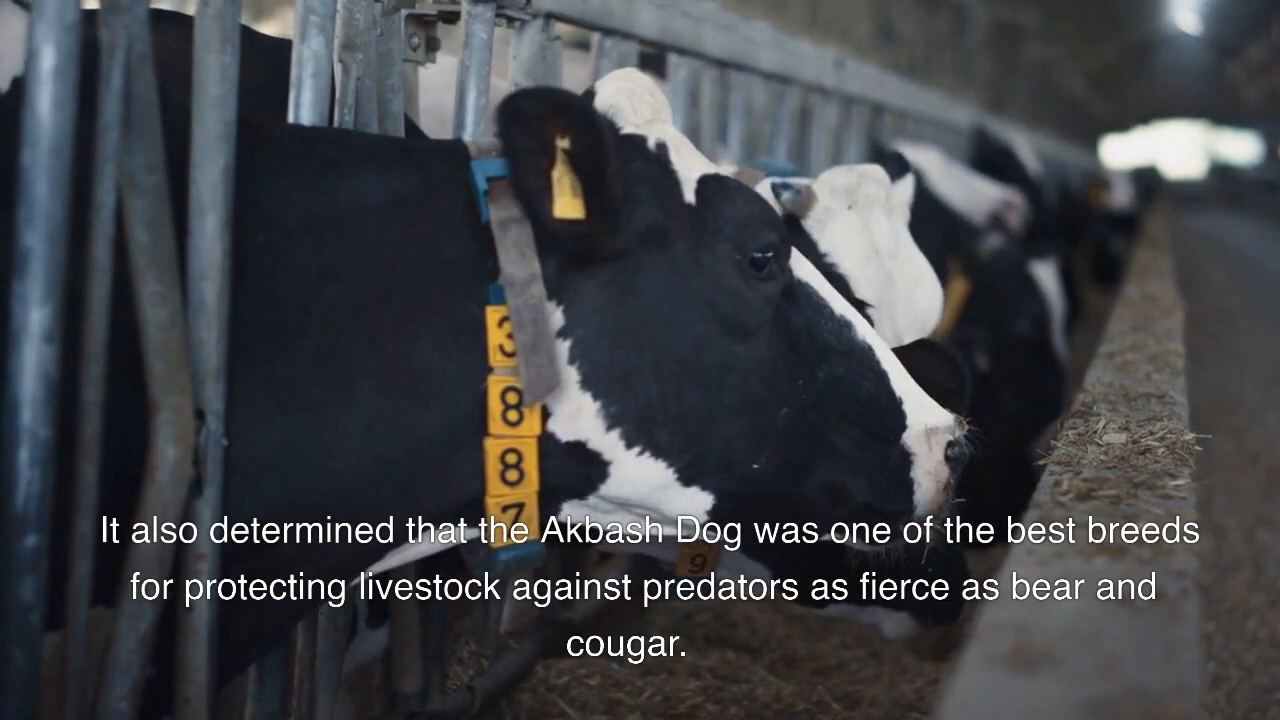 3
8
8
7
9
It also determined that the Akbash Dog was one of the best breeds
for protecting livestock against predators as fierce as bear and
cougar.